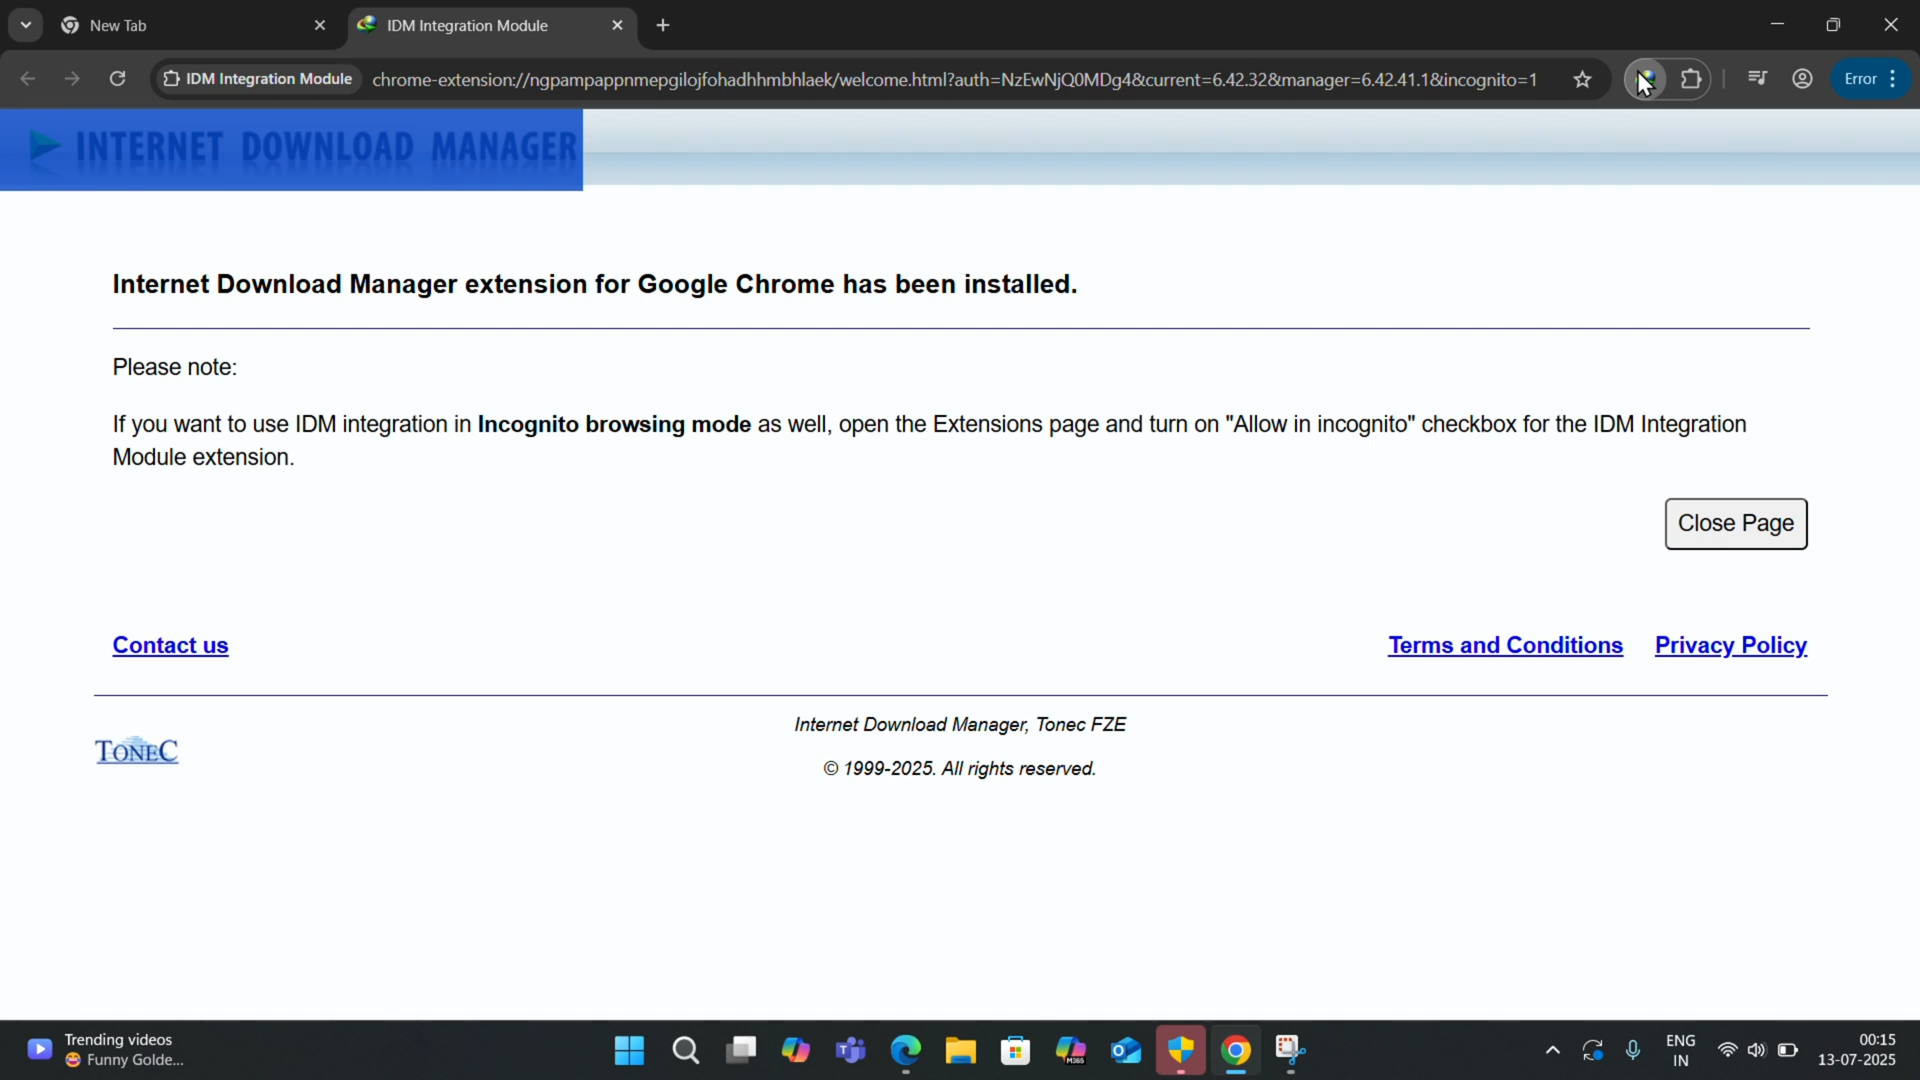 New Tab
IDM Integration Module
IDM Integration Module
chrome-extension://ngpampappnmepgilojfohadhhmbhlaek/welcome.html?auth=NzEwNjQ0MDg4&current=6.42.32&manager=6.42.41.1&incognito=1
Error
INTERNET DOWNLOAD MANAGER
Internet Download Manager extension for Google Chrome has been installed.
Please note:
If you want to use IDM integration in Incognito browsing mode as well, open the Extensions page and turn on "Allow in incognito" checkbox for the IDM Integration
Module extension.
Close Page
Contact us
Terms and Conditions
Privacy Policy
Internet Download Manager, Tonec FZE
TONEC
© 1999-2025. All rights reserved.
Trending videos
Funny Golde...
M365
ENG
IN
00:15
13-07-2025